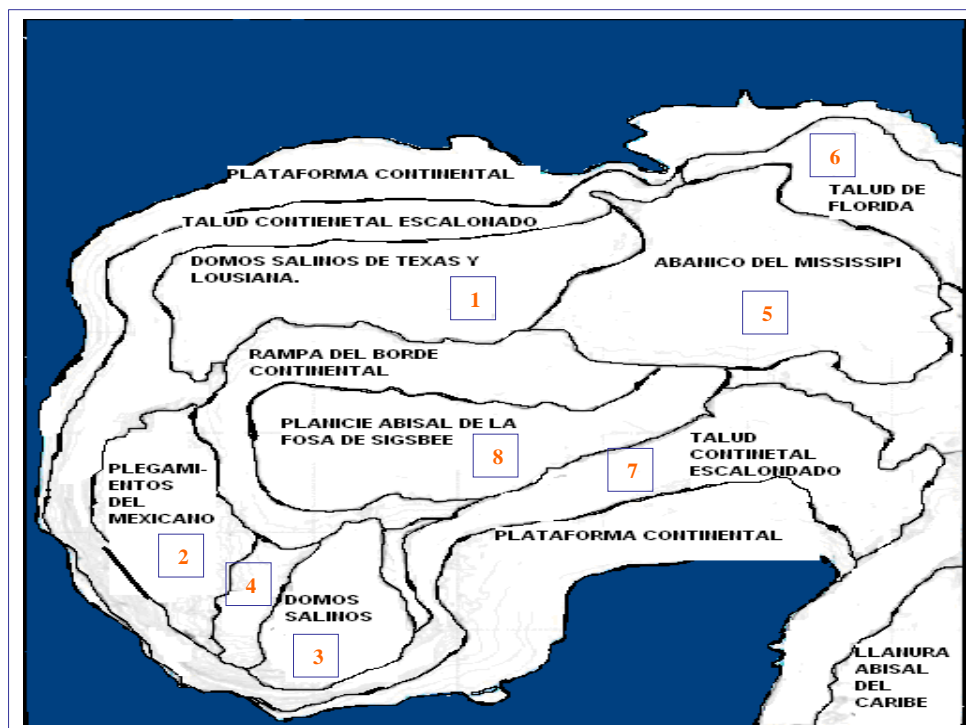 6
PLATAFORMA CONTINENTAL
TALUD DE
FLORIDA
TALUD CONTIENETAL ESCALONADO
DOMOS SALINOS DE TEXAS Y
LOUSIANA.
ABANICO DEL MISSISSIPI
1
5
RAMPA DEL BORDE
CONTINENTAL
PLANICIE ABISAL DE LA
FOSA DE SIGSBEE
8
TALUD
CONTINETAL
ESCALONDADO
7
PLEGAMI-
ENTOS
DEL
MEXICANO
2
PLATAFORMA CONTINENTAL
4
DOMOS
SALINOS
3
LLANURA
ABISAL
DEL
CARIBE